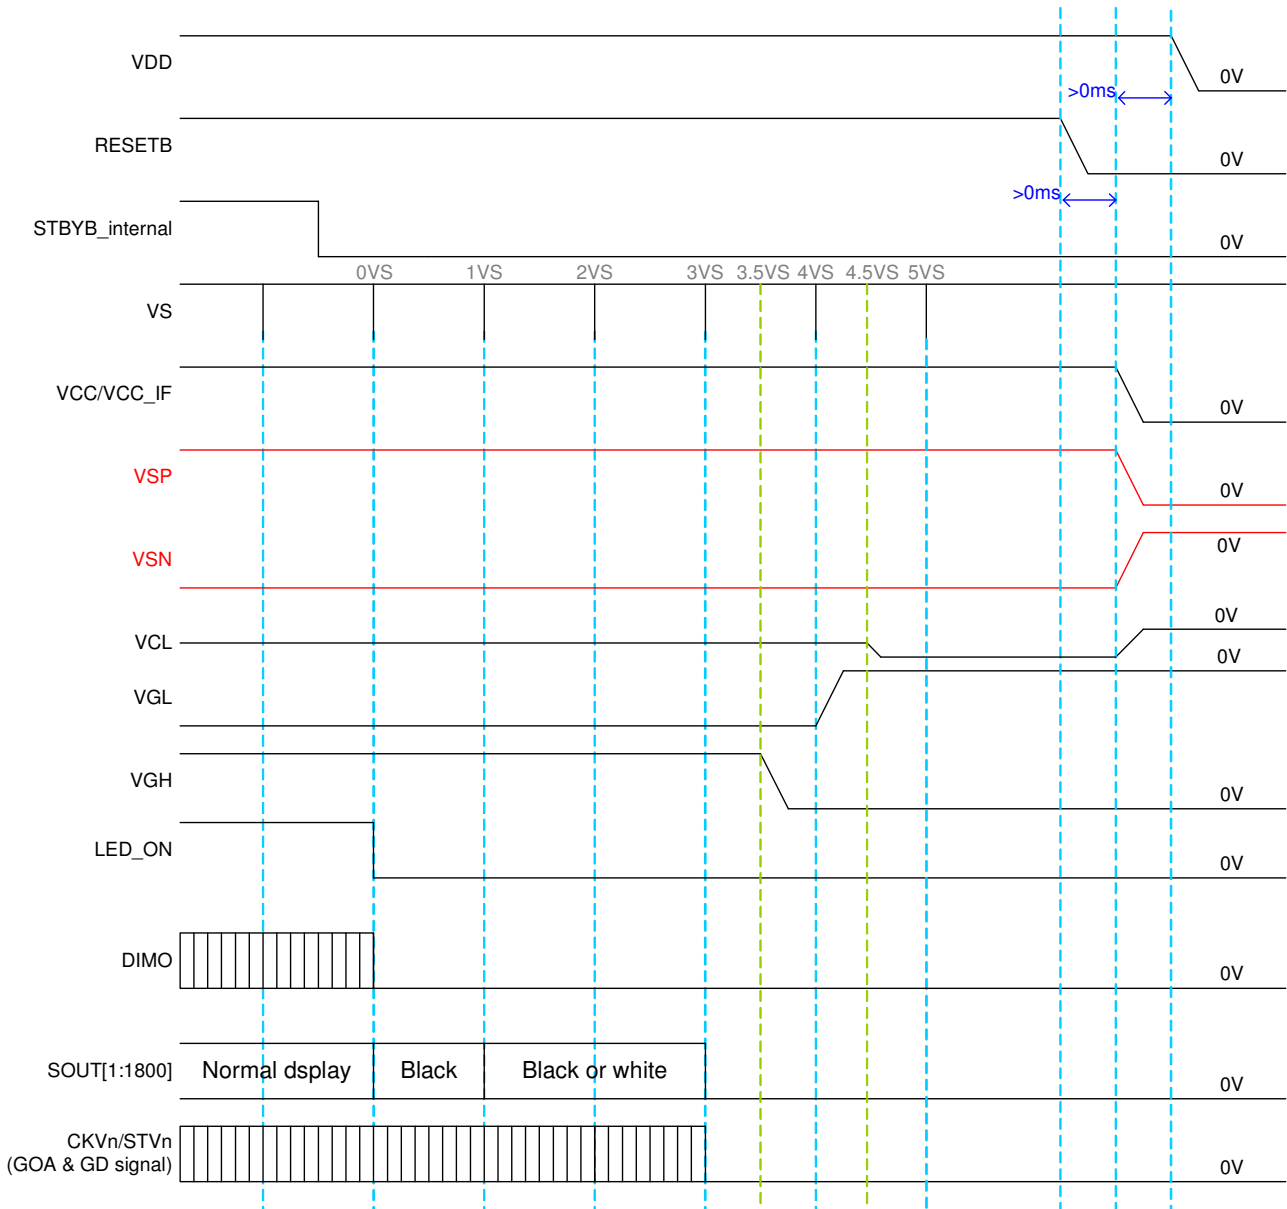 VDD
0V
>0ms
RESETB
0V
>0ms
STBYB_internal
0V
0VS 1VS 2VS 3VS 3.5VS 4VS 4.5VS 5VS
VS
VCC/VCC_IF
0V
VSP
0V
VSN
0V
0V
VCL
0V
VGL
VGH
0V
LED_ON
0V
DIMO
0V
SOUT[1:1800] Normal dsplay Black Black or white
0V
CKVn/STVn
(GOA & GD signal)
0V